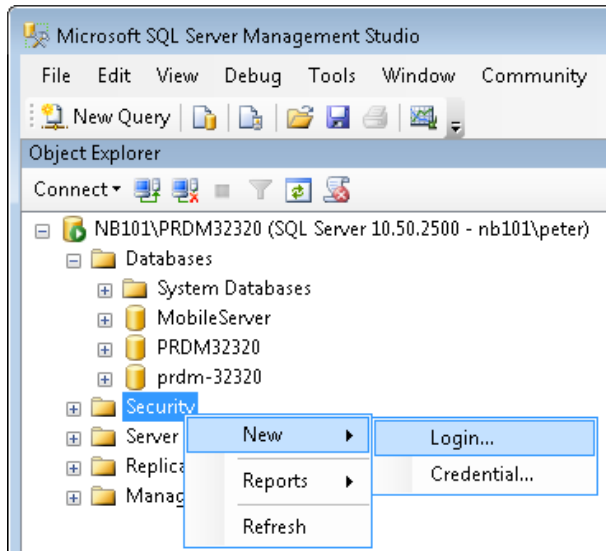 Microsoft SQL Server Management Studio
File Edit View Debug Tools Window Community
New Query
Object Explorer
Connect
NB101\PRDM32320 (SQL Server 10.50.2500 - nb101\peter)
Databases
System Databases
MobileServer
PRDM32320
prdm-32320
Security
New
Login...
Server
Replica
Reports
Credential...
Manag
Refresh